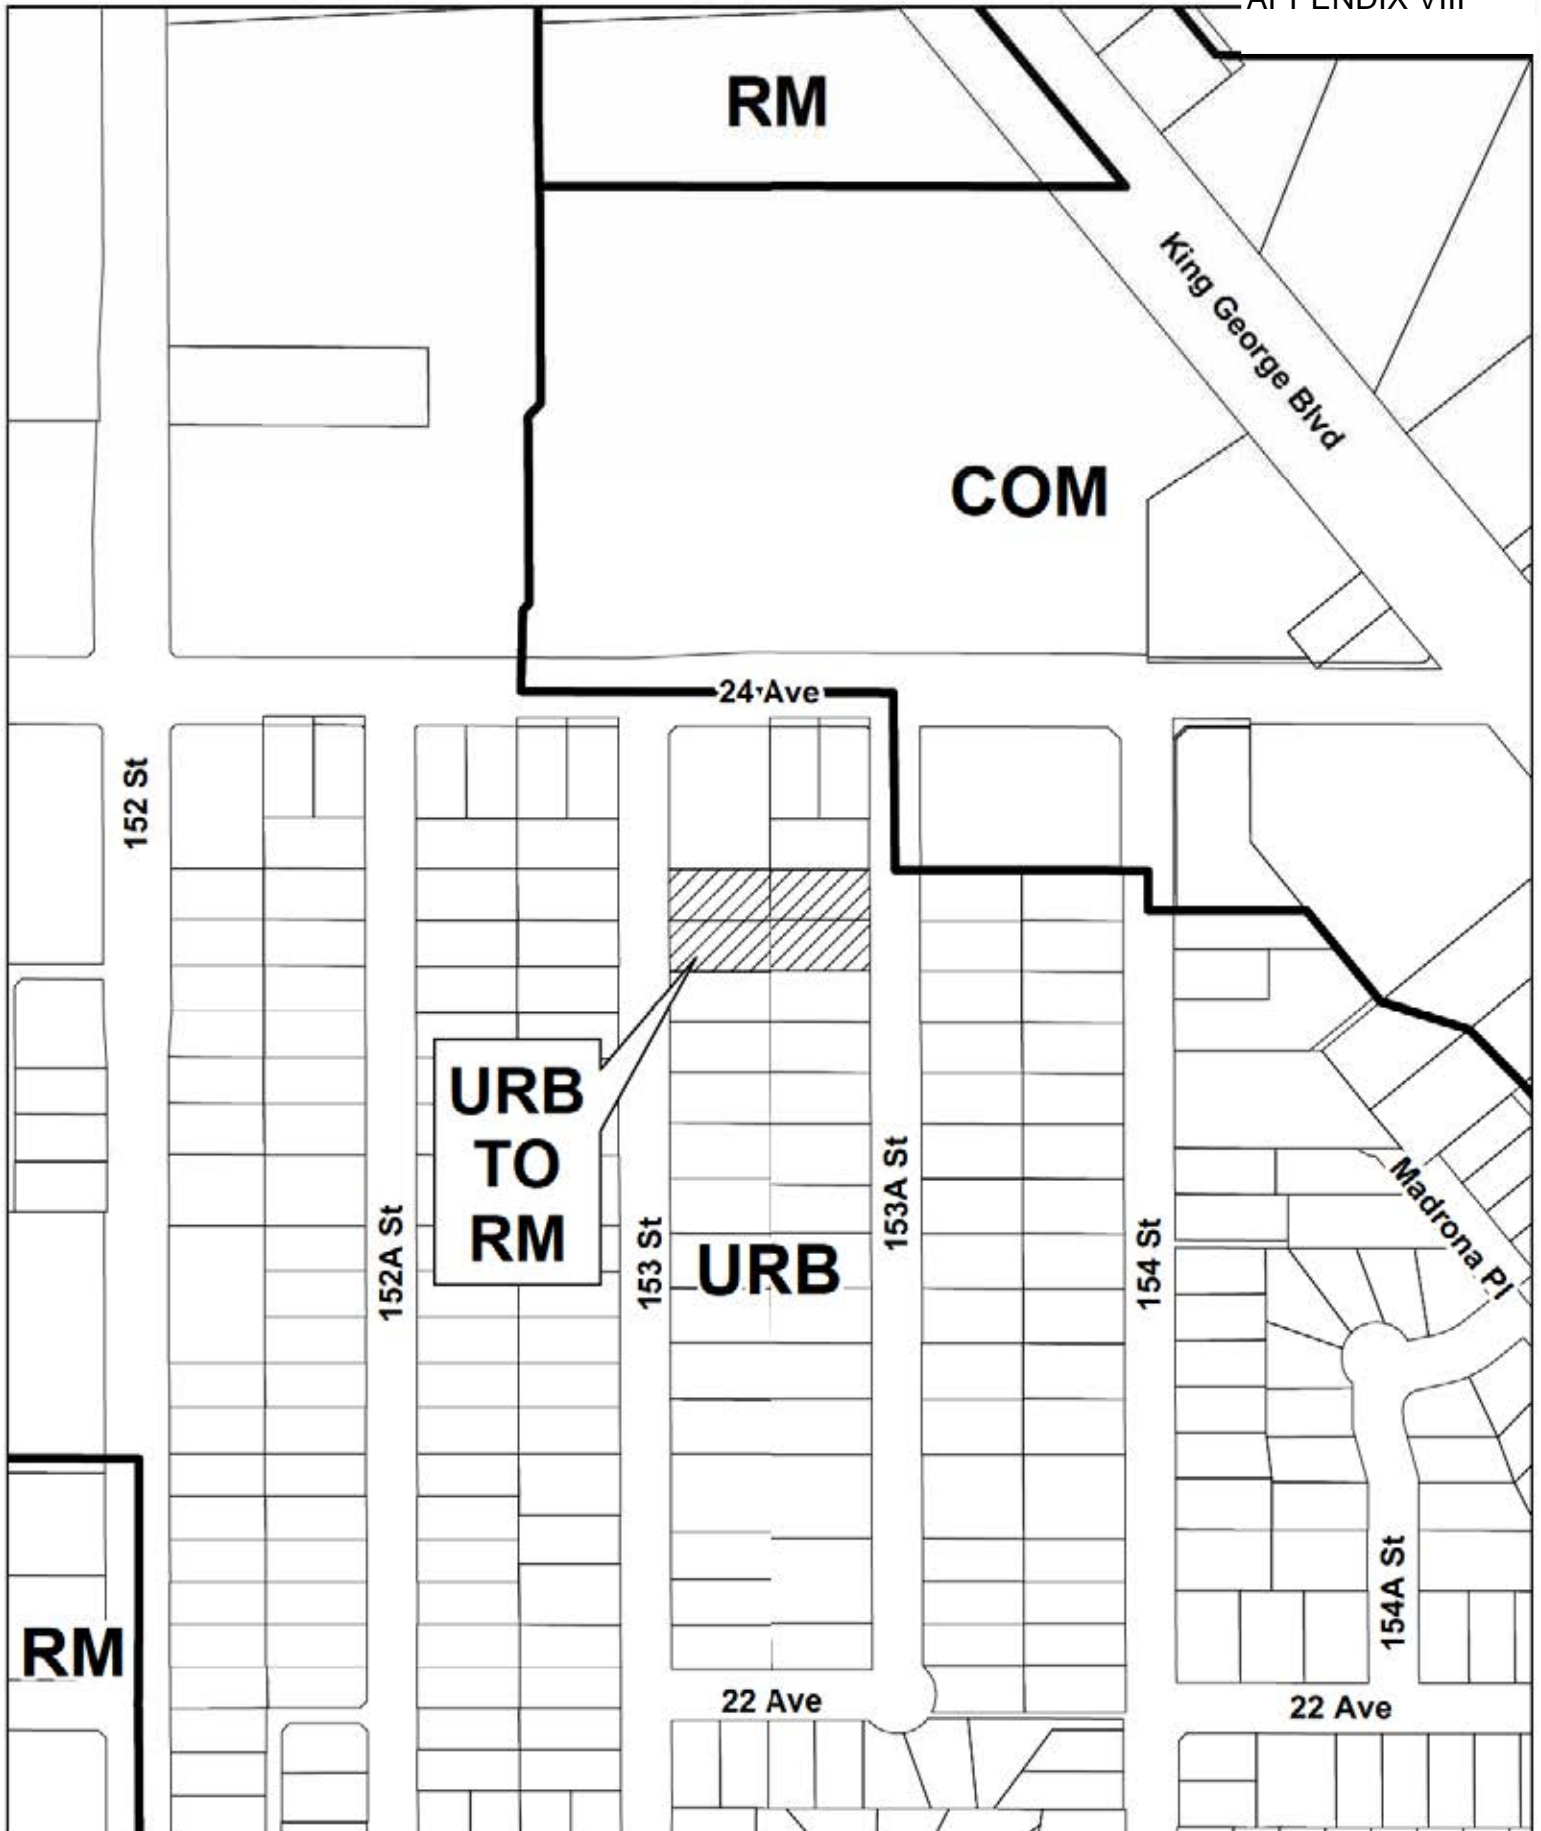 APPENDIX VIII
RM
King George Blvd
COM
24 Ave
152 St
URB
TO
RM
152A St
153 St
URB
153A St
154 St
Madrona Pl
154A St
RM
22 Ave
22 Ave